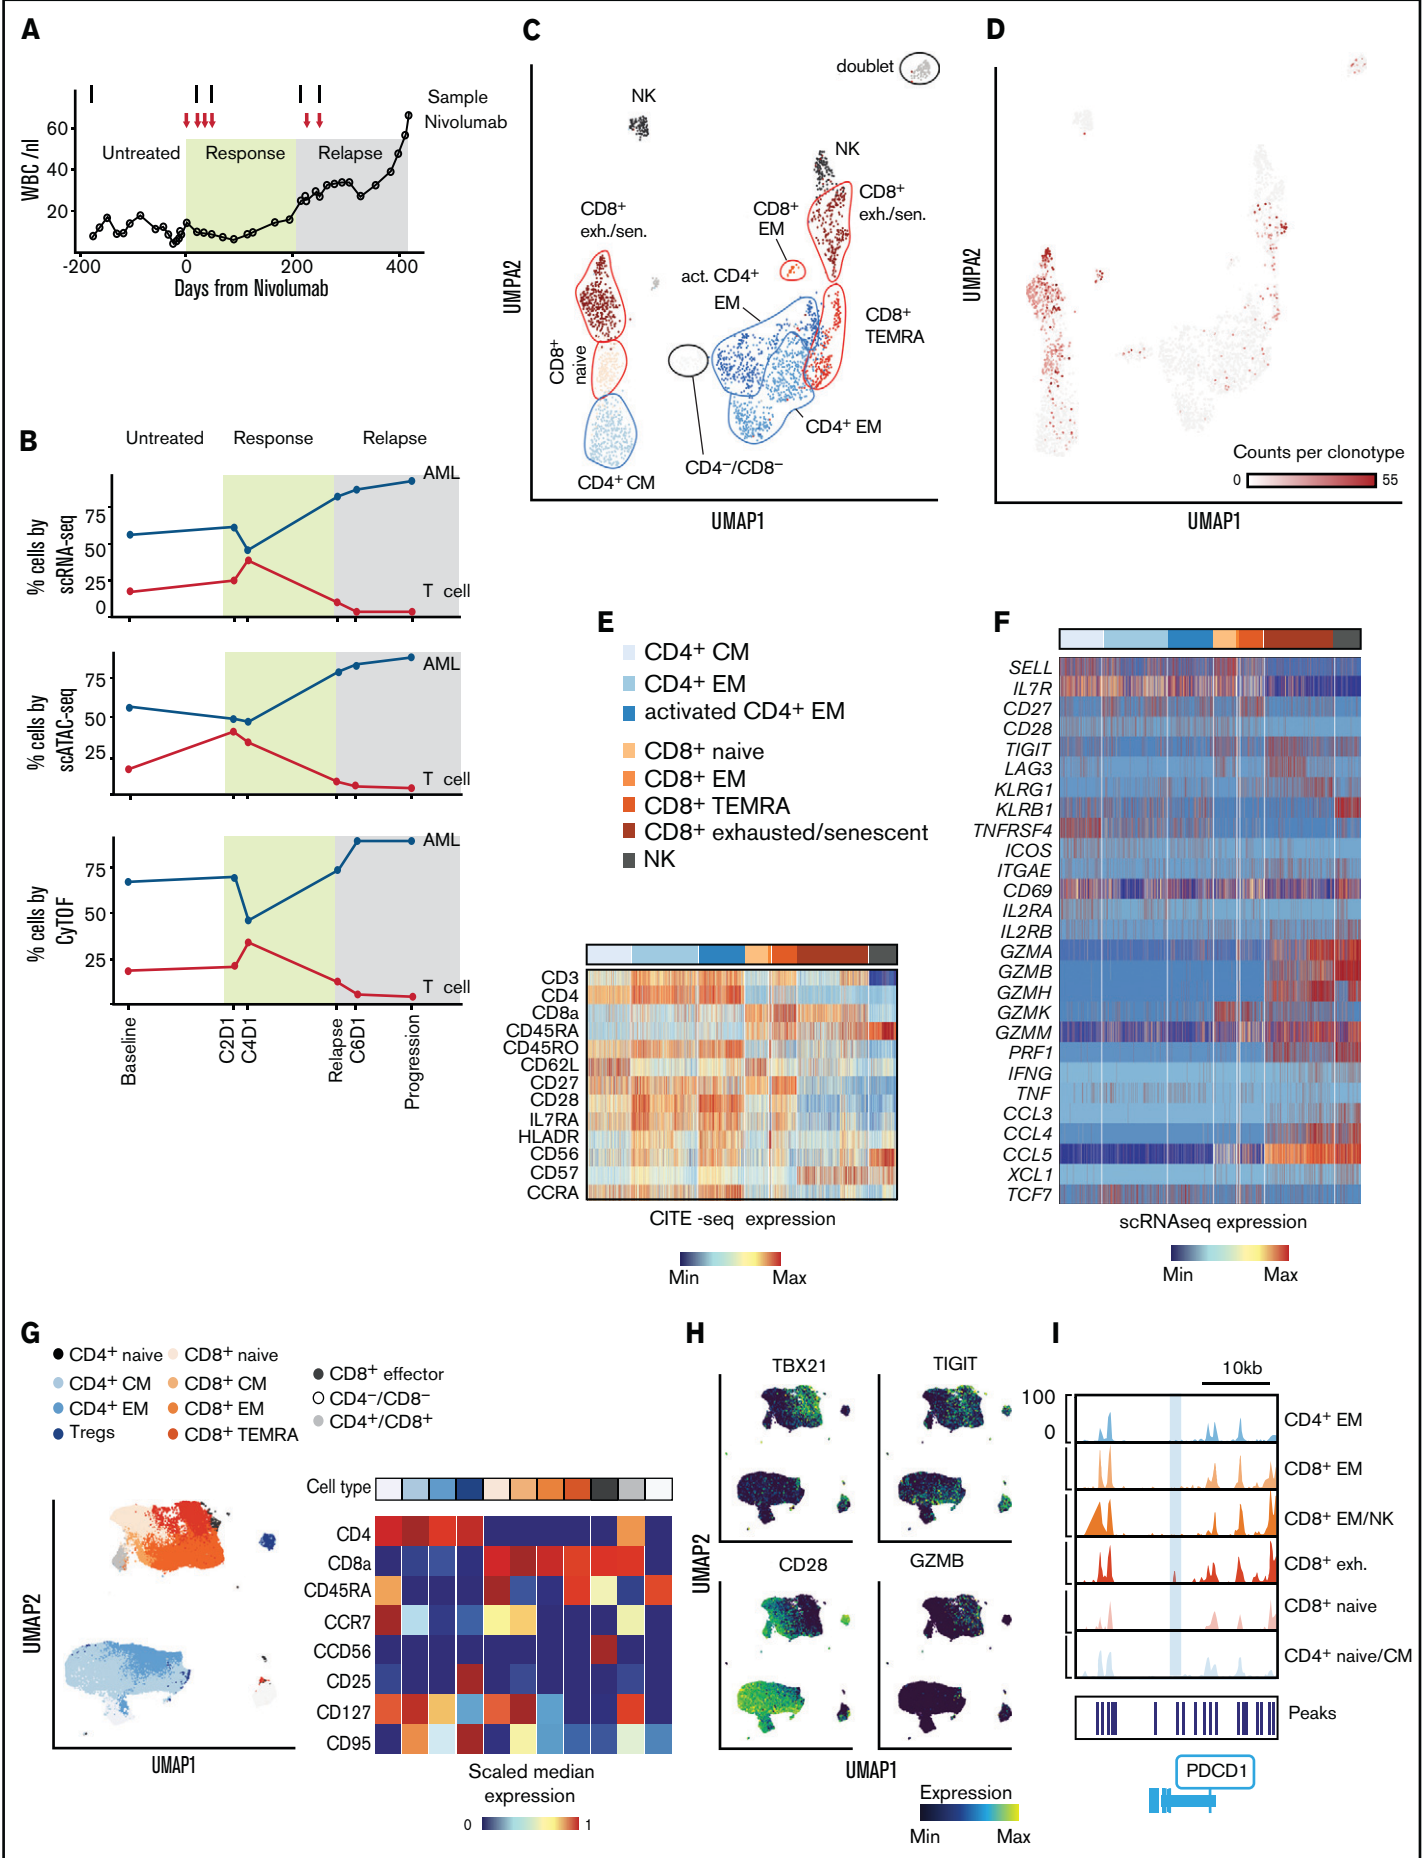 A
Sample
Nivolumab
Untreated
Response
Relapse
WBC /nl
60
40
20
-200
0
200
400
Days from Nivolumab
B
Untreated
Response
Relapse
% cells by
scRNA-seq
75
50
25
0
AML
T cell
% cells by
scATAC-seq
75
50
25
AML
T cell
% cells by
CyTOF
75
50
25
AML
T cell
Baseline
C2D1
C4D1
Relapse
C6D1
Progression
C
doublet
NK
NK
CD8+
exh./sen.
CD8+
EM
CD8+
exh./sen.
act. CD4+
EM
CD8+
TEMRA
CD8+
naive
CD4+ EM
CD4−/CD8−
CD4+ CM
UMPA2
UMAP1
D
UMPA2
Counts per clonotype
0
55
UMAP1
E
CD4+ CM
CD4+ EM
activated CD4+ EM
CD8+ naive
CD8+ EM
CD8+ TEMRA
CD8+ exhausted/senescent
NK
CD3
CD4
CD8a
CD45RA
CD45RO
CD62L
CD27
CD28
IL7RA
HLADR
CD56
CD57
CCRA
CITE -seq expression
Min
Max
F
SELL
IL7R
CD27
CD28
TIGIT
LAG3
KLRG1
KLRB1
TNFRSF4
ICOS
ITGAE
CD69
IL2RA
IL2RB
GZMA
GZMB
GZMH
GZMK
GZMM
PRF1
IFNG
TNF
CCL3
CCL4
CCL5
XCL1
TCF7
scRNAseq expression
Min
Max
G
CD4+ naive
CD4+ CM
CD4+ EM
Tregs
CD8+ naive
CD8+ CM
CD8+ EM
CD8+ TEMRA
CD8+ effector
CD4−/CD8−
CD4+/CD8+
UMAP2
UMAP1
Cell type
CD4
CD8a
CD45RA
CCR7
CCD56
CD25
CD127
CD95
Scaled median
expression
0
1
H
TBX21
TIGIT
CD28
GZMB
UMAP2
UMAP1
Expression
Min
Max
I
10kb
100
0
CD4+ EM
CD8+ EM
CD8+ EM/NK
CD8+ exh.
CD8+ naive
CD4+ naive/CM
Peaks
PDCD1